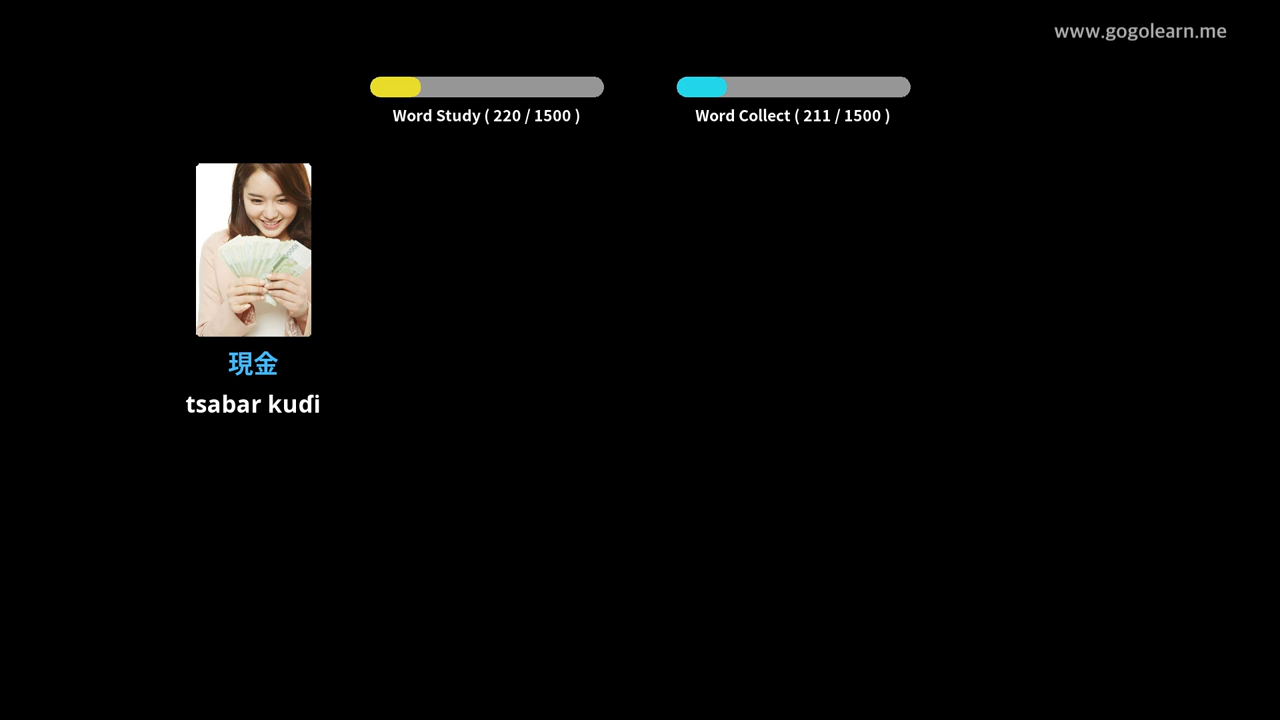 www.gogolearn.me
Word Study ( 220 / 1500 )
Word Collect ( 211 / 1500 )
現金
tsabar kuɗi